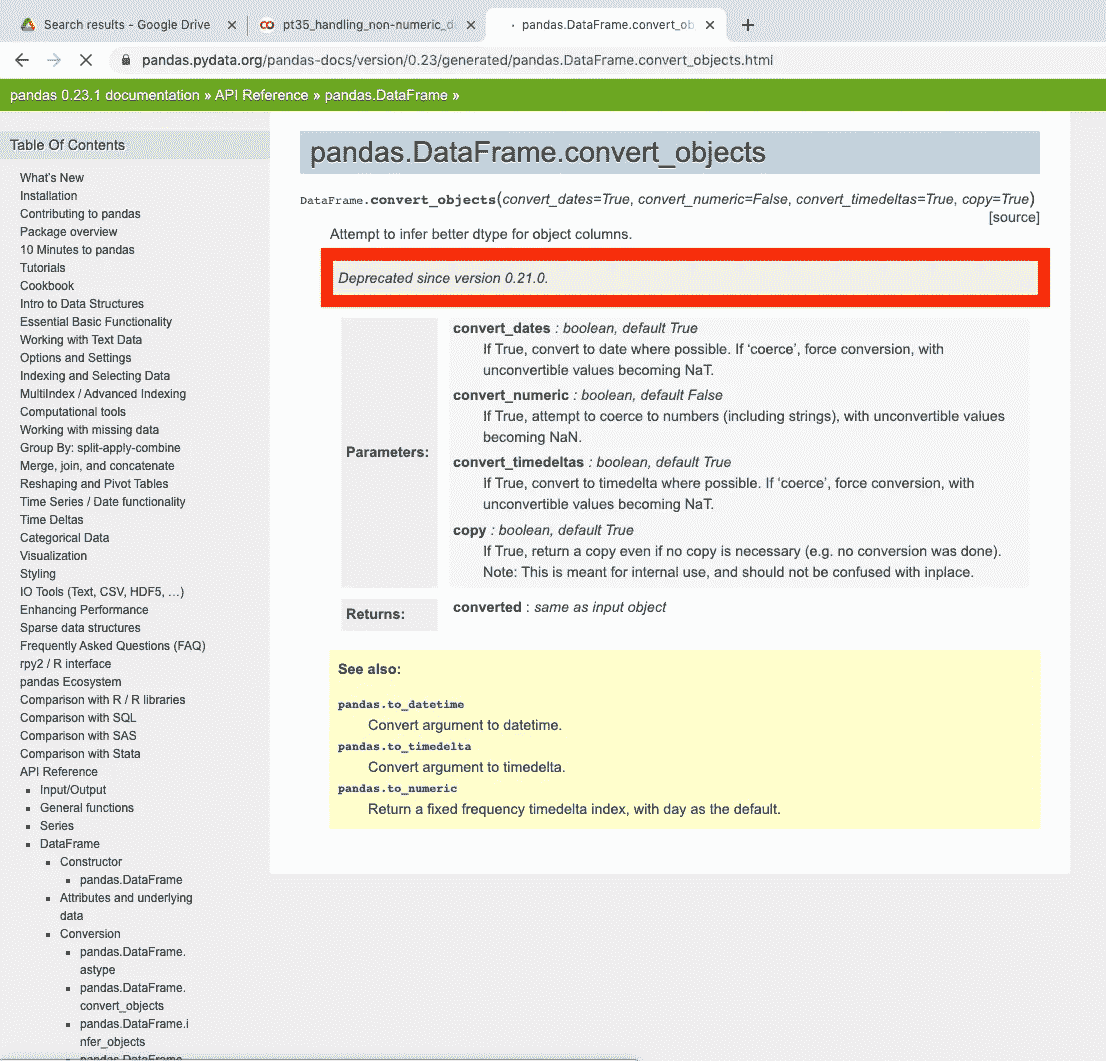 Search results - Google Drive
pt35_handling_non-numeric_d
pandas.DataFrame.convert_ob
pandas.pydata.org/pandas-docs/version/0.23/generated/pandas.DataFrame.convert_objects.html
pandas 0.23.1 documentation » API Reference » pandas.DataFrame »
Table Of Contents
What's New
Installation
Contributing to pandas
Package overview
10 Minutes to pandas
Tutorials
Cookbook
Intro to Data Structures
Essential Basic Functionality
Working with Text Data
Options and Settings
Indexing and Selecting Data
MultiIndex / Advanced Indexing
Computational tools
Working with missing data
Group By: split-apply-combine
Merge, join, and concatenate
Reshaping and Pivot Tables
Time Series / Date functionality
Time Deltas
Categorical Data
Visualization
Styling
IO Tools (Text, CSV, HDF5, …)
Enhancing Performance
Sparse data structures
Frequently Asked Questions (FAQ)
rpy2 / R interface
pandas Ecosystem
Comparison with R / R libraries
Comparison with SQL
Comparison with SAS
Comparison with Stata
API Reference
Input/Output
General functions
Series
DataFrame
Constructor
pandas.DataFrame
Attributes and underlying
data
Conversion
pandas.DataFrame.
astype
pandas.DataFrame.
convert_objects
pandas.DataFrame.i
nfer_objects
pandas.DataFrame
pandas.DataFrame.convert_objects
DataFrame.convert_objects(convert_dates=True, convert_numeric=False, convert_timedeltas=True, copy=True)
[source]
Attempt to infer better dtype for object columns.
Deprecated since version 0.21.0.
Parameters:
convert_dates : boolean, default True
If True, convert to date where possible. If ‘coerce’, force conversion, with
unconvertible values becoming NaT.
convert_numeric : boolean, default False
If True, attempt to coerce to numbers (including strings), with unconvertible values
becoming NaN.
convert_timedeltas : boolean, default True
If True, convert to timedelta where possible. If ‘coerce’, force conversion, with
unconvertible values becoming NaT.
copy : boolean, default True
If True, return a copy even if no copy is necessary (e.g. no conversion was done).
Note: This is meant for internal use, and should not be confused with inplace.
Returns:
converted : same as input object
See also:
pandas.to_datetime
Convert argument to datetime.
pandas.to_timedelta
Convert argument to timedelta.
pandas.to_numeric
Return a fixed frequency timedelta index, with day as the default.